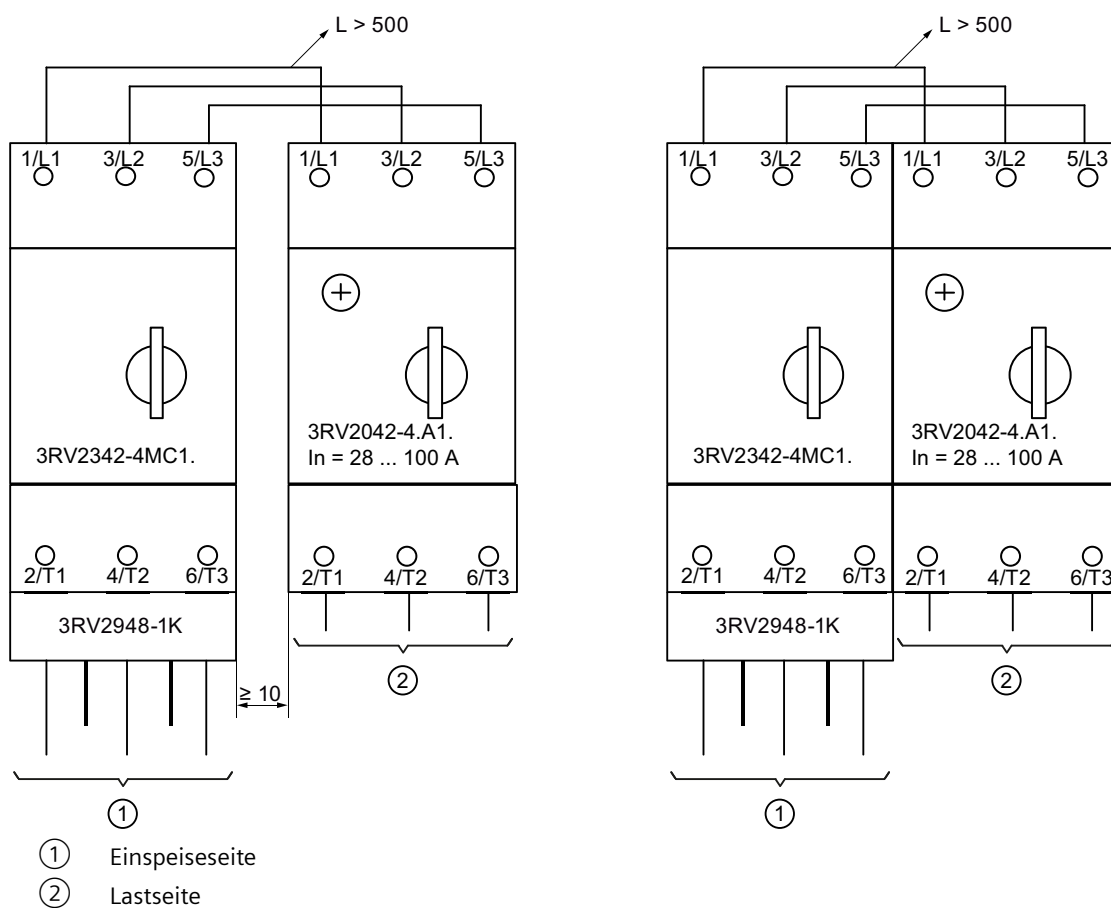 L > 500
L > 500
1/L1 3/L2 5/L3 1/L1 3/L2 5/L3
1/L1 3/L2 5/L3 1/L1 3/L2 5/L3
3RV2342-4MC1.
3RV2042-4.A1.
In = 28 ... 100 A
3RV2342-4MC1.
3RV2042-4.A1.
In = 28 ... 100 A
2/T1 4/T2 6/T3 2/T1 4/T2 6/T3
2/T1 4/T2 6/T3 2/T1 4/T2 6/T3
3RV2948-1K
3RV2948-1K
≥ 10
2
2
1
1
1 Einspeiseseite
2 Lastseite